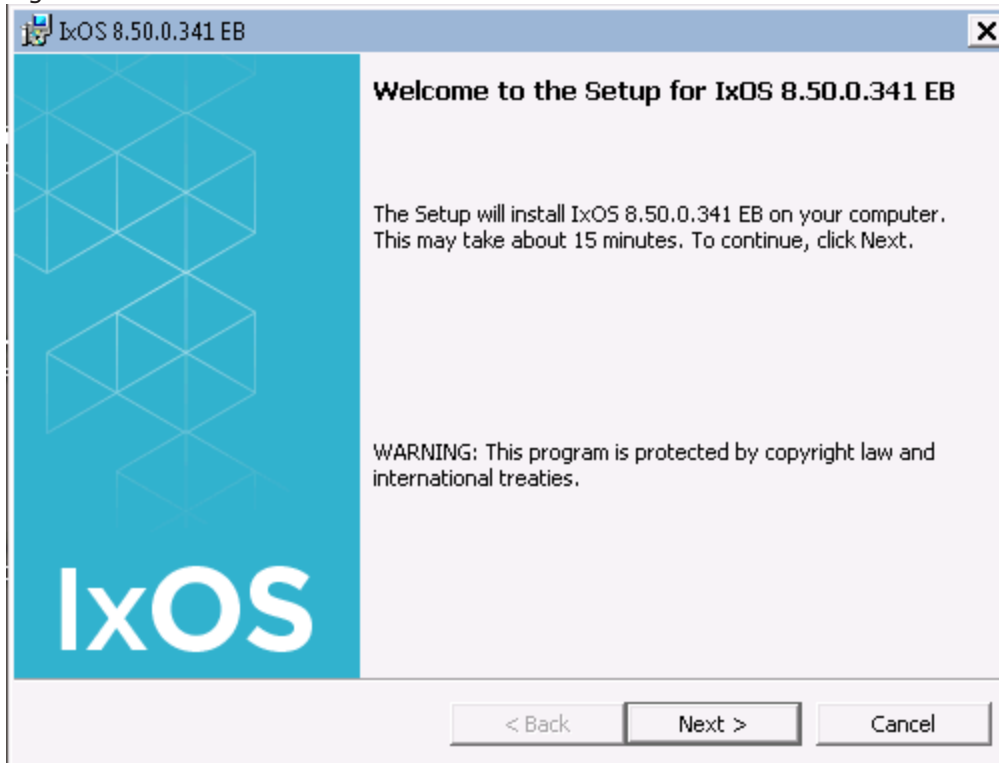 IxOS 8.50.0.341 EB
Welcome to the Setup for IxOS 8.50.0.341 EB
The Setup will install IxOS 8.50.0.341 EB on your computer.
This may take about 15 minutes. To continue, click Next.
WARNING: This program is protected by copyright law and
international treaties.
IxOS
< Back
Next >
Cancel